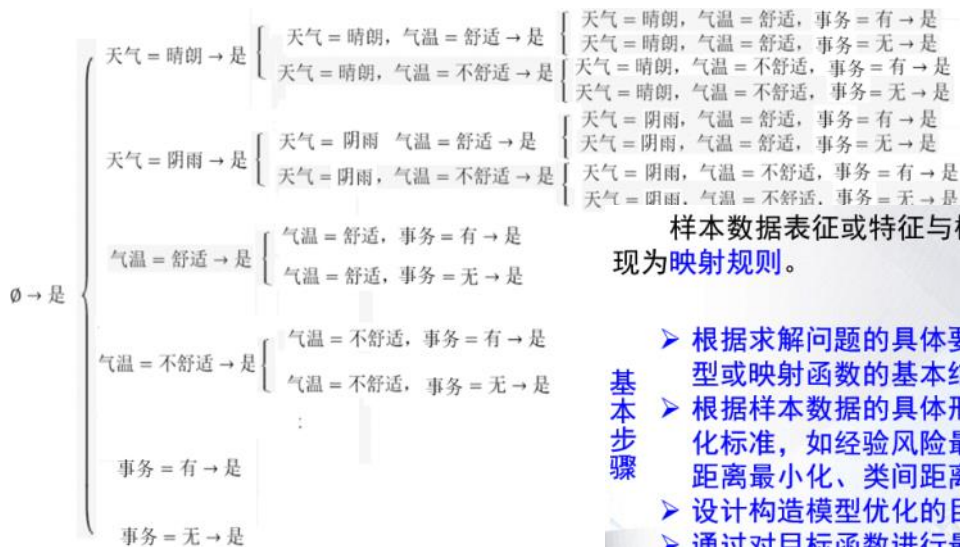 天气 = 晴朗 → 是
天气 = 晴朗，气温 = 舒适 → 是
天气 = 晴朗，气温 = 舒适，事务 = 有 → 是
天气 = 晴朗，气温 = 舒适，事务 = 无 → 是
天气 = 晴朗，气温 = 不舒适 → 是
天气 = 晴朗，气温 = 不舒适，事务 = 有 → 是
天气 = 晴朗，气温 = 不舒适，事务 = 无 → 是
天气 = 阴雨 → 是
天气 = 阴雨 气温 = 舒适 → 是
天气 = 阴雨，气温 = 舒适，事务 = 有 → 是
天气 = 阴雨，气温 = 舒适，事务 = 无 → 是
天气 = 阴雨，气温 = 不舒适 → 是
天气 = 阴雨，气温 = 不舒适，事务 = 有 → 是
天气 = 阴雨，气温 = 不舒适，事务 = 无 → 是
∅ → 是
气温 = 舒适 → 是
气温 = 舒适，事务 = 有 → 是
气温 = 舒适，事务 = 无 → 是
气温 = 不舒适 → 是
气温 = 不舒适，事务 = 有 → 是
气温 = 不舒适，事务 = 无 → 是
:
事务 = 有 → 是
事务 = 无 → 是
样本数据表征或特征与
现为映射规则。
基本步骤
➢ 根据求解问题的具体要
型或映射函数的基本
➢ 根据样本数据的具体形
化标准，如经验风险最
距离最小化、类间距离
➢ 设计构造模型优化的目
➢ 通过对目标函数进行最